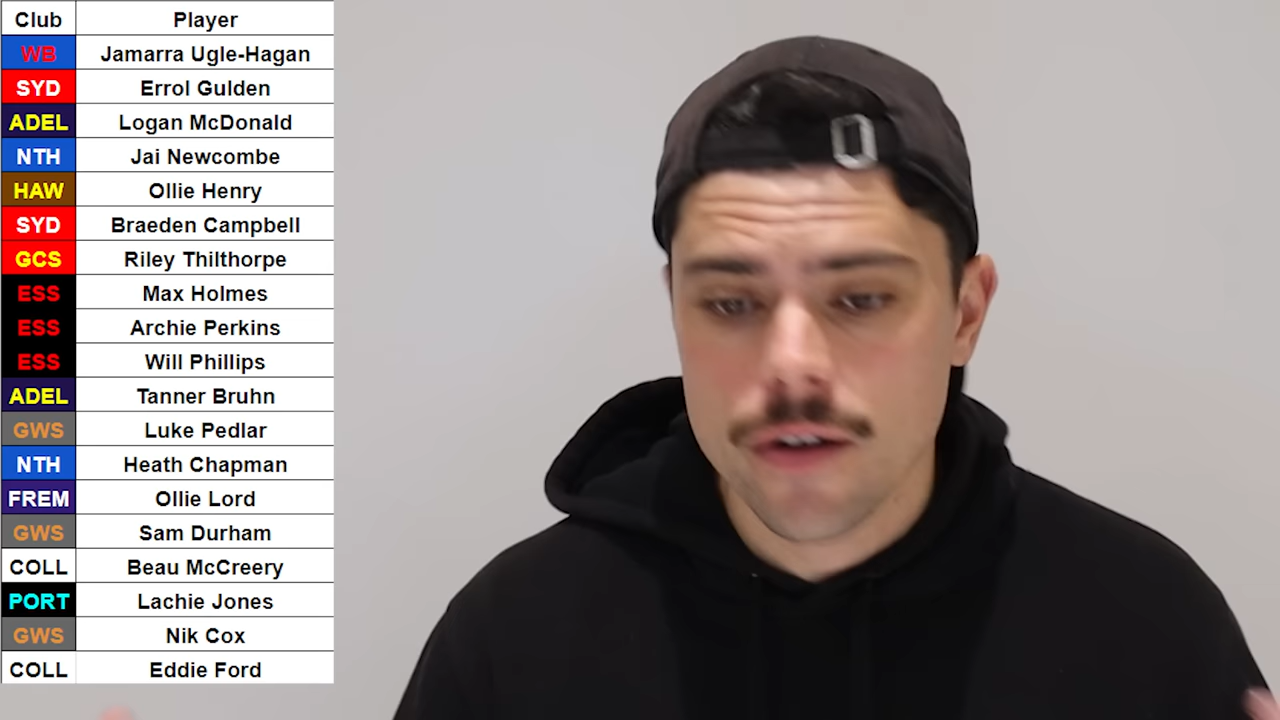 Club Player
WB Jamarra Ugle-Hagan
SYD Errol Gulden
ADEL Logan McDonald
NTH Jai Newcombe
HAW Ollie Henry
SYD Braeden Campbell
GCS Riley Thilthorpe
ESS Max Holmes
ESS Archie Perkins
ESS Will Phillips
ADEL Tanner Bruhn
GWS Luke Pedlar
NTH Heath Chapman
FREM Ollie Lord
GWS Sam Durham
COLL Beau McCreery
PORT Lachie Jones
GWS Nik Cox
COLL Eddie Ford